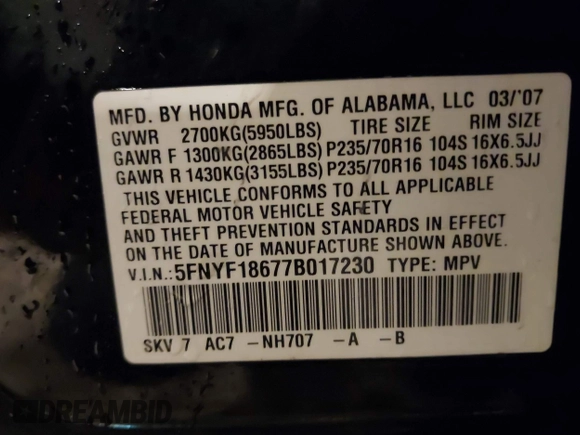 MFD. BY HONDA MFG. OF ALABAMA, LLC 03/'07
GVWR 2700KG(5950LBS) TIRE SIZE RIM SIZE
GAWR F 1300KG(2865LBS) P235/70R16 104S 16X6.5JJ
GAWR R 1430KG(3155LBS) P235/70R16 104S 16X6.5JJ
THIS VEHICLE CONFORMS TO ALL APPLICABLE
FEDERAL MOTOR VEHICLE SAFETY
AND THEFT PREVENTION STANDARDS IN EFFECT
ON THE DATE OF MANUFACTURE SHOWN ABOVE.
V.I.N.: 5FNYF18677B017230 TYPE: MPV
SKV 7 AC7 -NH707 -A -B
DREAMBID